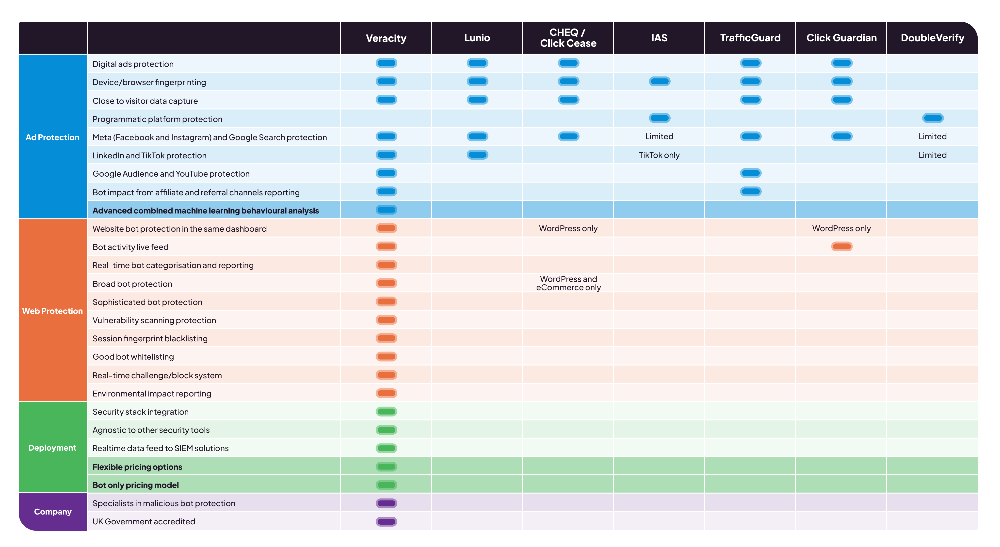 Veracity
Lunio
CHEQ /
Click Cease
IAS
TrafficGuard
Click Guardian
DoubleVerify
Ad Protection
Digital ads protection
Device/browser fingerprinting
Close to visitor data capture
Programmatic platform protection
Meta (Facebook and Instagram) and Google Search protection
Limited
Limited
LinkedIn and TikTok protection
TikTok only
Limited
Google Audience and YouTube protection
Bot impact from affiliate and referral channels reporting
Advanced combined machine learning behavioural analysis
Web Protection
Website bot protection in the same dashboard
WordPress only
WordPress only
Bot activity live feed
Real-time bot categorisation and reporting
Broad bot protection
WordPress and
eCommerce only
Sophisticated bot protection
Vulnerability scanning protection
Session fingerprint blacklisting
Good bot whitelisting
Real-time challenge/block system
Environmental impact reporting
Deployment
Security stack integration
Agnostic to other security tools
Realtime data feed to SIEM solutions
Flexible pricing options
Bot only pricing model
Company
Specialists in malicious bot protection
UK Government accredited